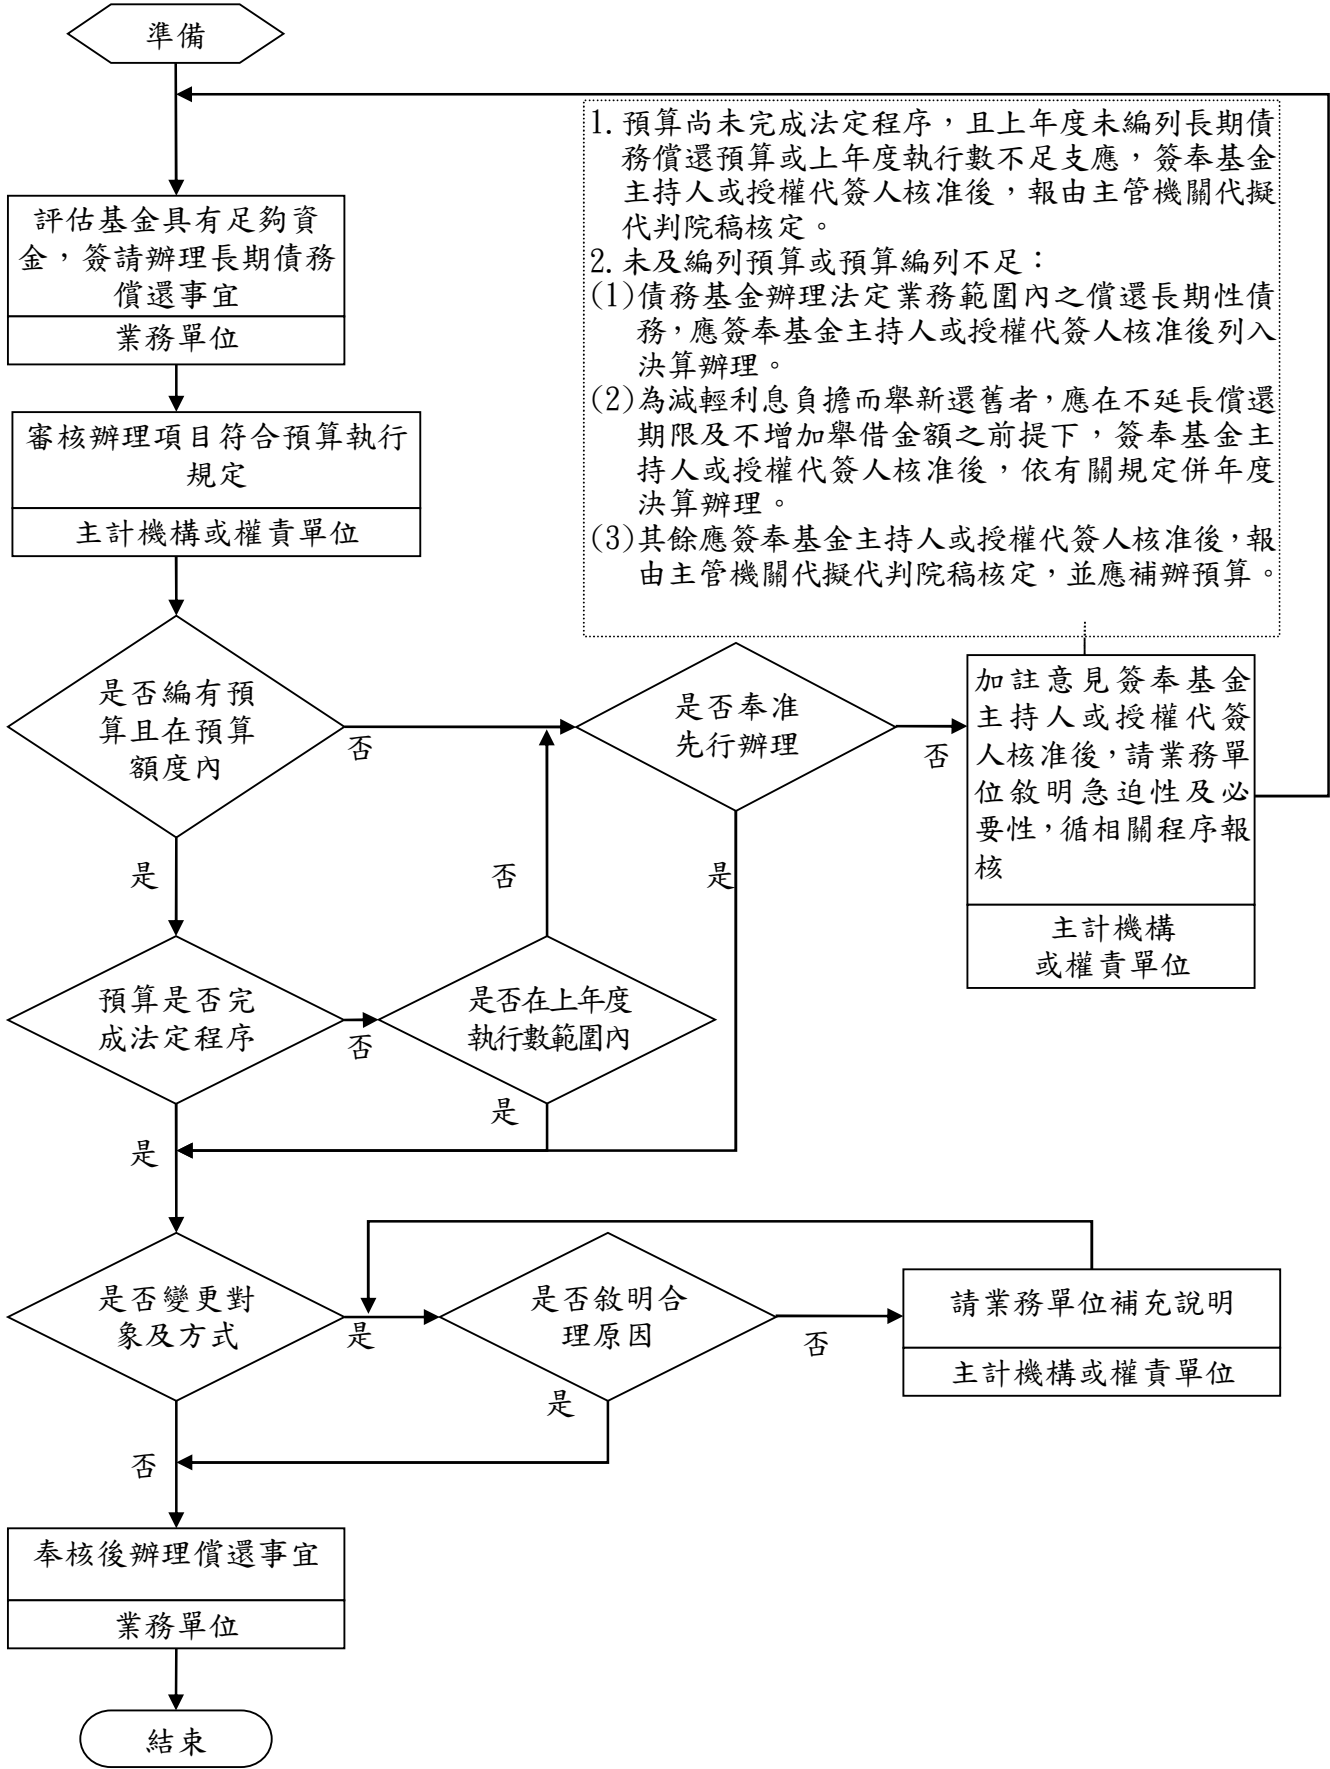 準備
1.預算尚未完成法定程序，且上年度未編列長期債
務償還預算或上年度執行數不足支應，簽奉基金
主持人或授權代簽人核准後，報由主管機關代擬
代判院稿核定。
2.未及編列預算或預算編列不足：
(1)債務基金辦理法定業務範圍內之償還長期性債
務，應簽奉基金主持人或授權代簽人核准後列入
決算辦理。
(2)為減輕利息負擔而舉新還舊者，應在不延長償還
期限及不增加舉借金額之前提下，簽奉基金主
持人或授權代簽人核准後，依有關規定併年度
決算辦理。
(3)其餘應簽奉基金主持人或授權代簽人核准後，報
由主管機關代擬代判院稿核定，並應補辦預算。
評估基金具有足夠資
金，簽請辦理長期債務
償還事宜
業務單位
審核辦理項目符合預算執行
規定
主計機構或權責單位
是否編有預
算且在預算
額度內
否
是
是否奉准
先行辦理
否
是
加註意見簽奉基金
主持人或授權代簽
人核准後，請業務單
位敘明急迫性及必
要性，循相關程序報
核
主計機構
或權責單位
預算是否完
成法定程序
否
是
是否在上年度
執行數範圍內
否
是
是否變更對
象及方式
是
否
是否敘明合
理原因
否
是
請業務單位補充說明
主計機構或權責單位
奉核後辦理償還事宜
業務單位
結束